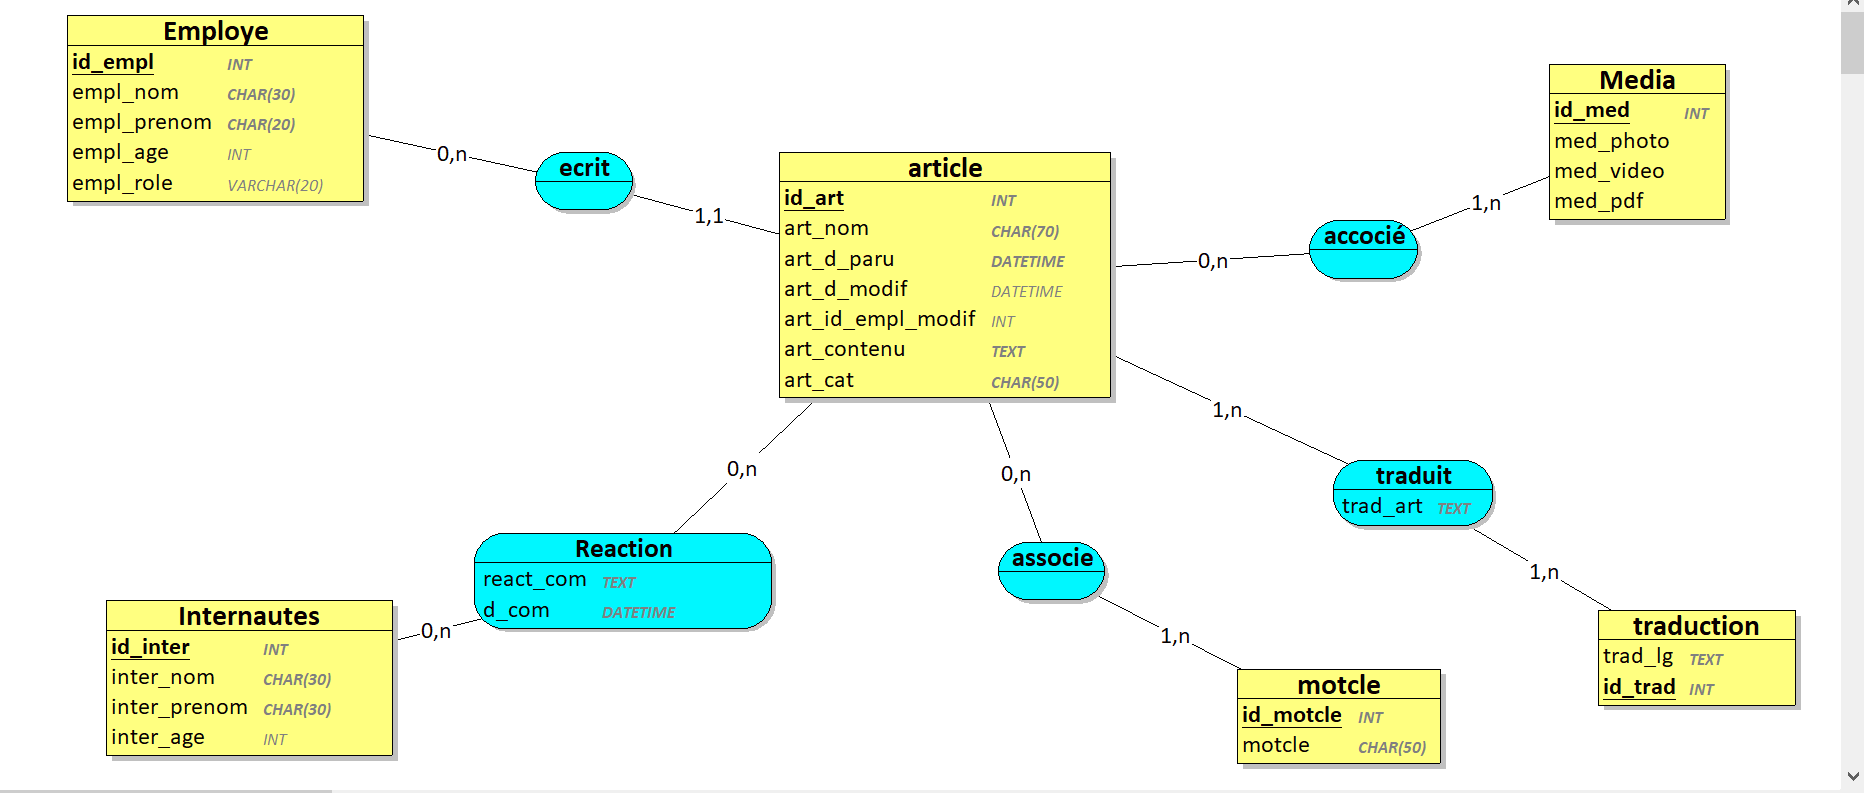 Employe
id_empl INT
empl_nom CHAR(30)
empl_prenom CHAR(20)
empl_age INT
empl_role VARCHAR(20)
0,n
ecrit
1,1
article
id_art INT
art_nom CHAR(70)
art_d_paru DATETIME
art_d_modif DATETIME
art_id_empl_modif INT
art_contenu TEXT
art_cat CHAR(50)
0,n
accocié
1,n
Media
id_med INT
med_photo
med_video
med_pdf
1,n
traduit
trad_art TEXT
1,n
traduction
trad_lg TEXT
id_trad INT
0,n
Reaction
react_com TEXT
d_com DATETIME
0,n
Internautes
id_inter INT
inter_nom CHAR(30)
inter_prenom CHAR(30)
inter_age INT
0,n
associe
1,n
motcle
id_motcle INT
motcle CHAR(50)